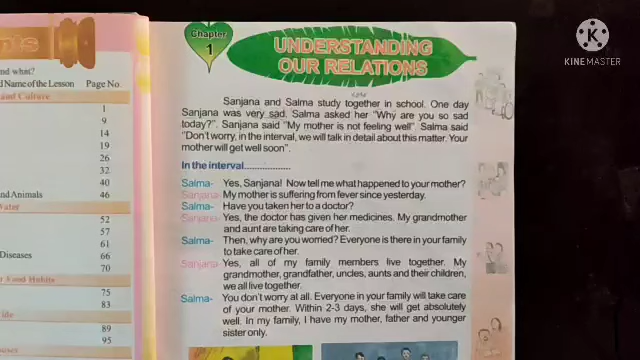 Chapter
1
UNDERSTANDING
OUR RELATIONS
KINEMASTER
nd what?
d Name of the Lesson Page No.
and Culture
1
9
14
19
26
32
40
nd Animals 46
Water
52
57
61
Diseases 66
70
r and Habits
75
83
ide
89
95
ouses
Sanjana and Salma study together in school. One day
Sanjana was very sad. Salma asked her "Why are you so sad
today?". Sanjana said "My mother is not feeling well". Salma said
"Don't worry, in the interval, we will talk in detail about this matter. Your
mother will get well soon".
In the interval..................
Salma- Yes, Sanjana! Now tell me what happened to your mother?
Sanjana- My mother is suffering from fever since yesterday.
Salma- Have you taken her to a doctor?
Sanjana- Yes, the doctor has given her medicines. My grandmother
and aunt are taking care of her.
Salma- Then, why are you worried? Everyone is there in your family
to take care of her.
Sanjana- Yes, all of my family members live together. My
grandmother, grandfather, uncles, aunts and their children,
we all live together.
Salma- You don't worry at all. Everyone in your family will take care
of your mother. Within 2-3 days, she will get absolutely
well. In my family, I have my mother, father and younger
sister only.